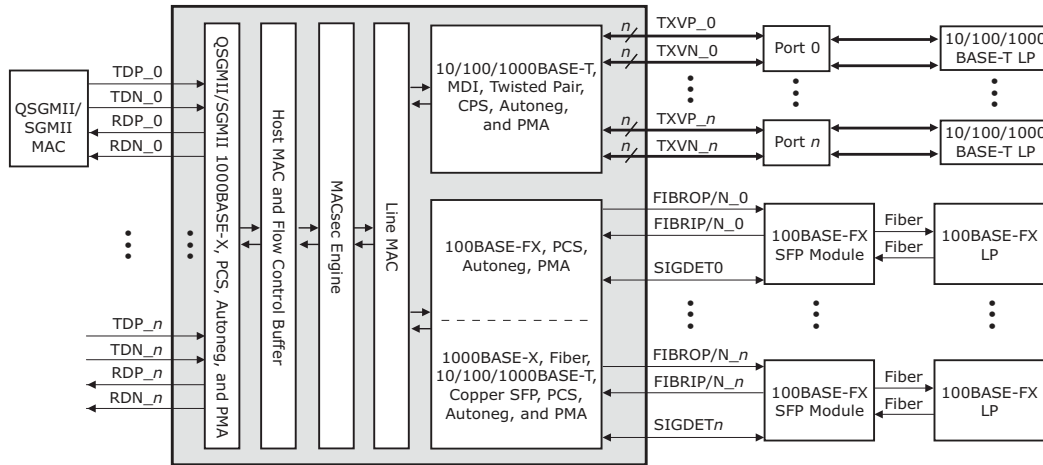 QSGMII/
SGMII
MAC
TDP_0
TDN_0
RDP_0
RDN_0
TDP_n
TDN_n
RDP_n
RDN_n
QSGMII/SGMII 1000BASE-X, PCS, Autoneg, and PMA
Host MAC and Flow Control Buffer
MACsec Engine
Line MAC
10/100/1000BASE-T,
MDI, Twisted Pair,
CPS, Autoneg,
and PMA
100BASE-FX, PCS,
Autoneg, PMA
1000BASE-X, Fiber,
10/100/1000BASE-T,
Copper SFP, PCS,
Autoneg, and PMA
n
TXVP_0
n
TXVN_0
n
TXVP_n
n
TXVN_n
Port 0
Port n
10/100/1000
BASE-T LP
10/100/1000
BASE-T LP
FIBROP/N_0
FIBRIP/N_0
SIGDET0
100BASE-FX
SFP Module
Fiber
Fiber
100BASE-FX
LP
FIBROP/N_n
FIBRIP/N_n
SIGDETn
100BASE-FX
SFP Module
Fiber
Fiber
100BASE-FX
LP